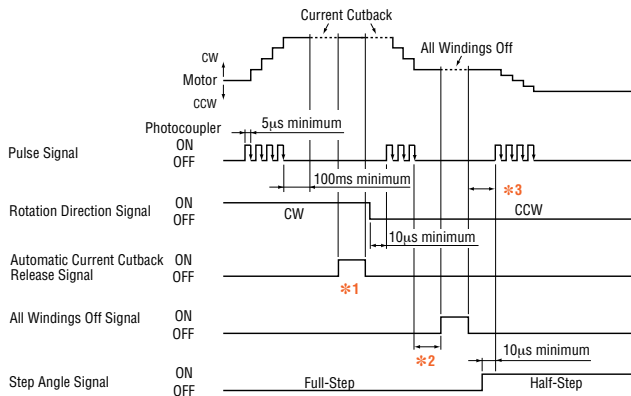 Current Cutback
All Windings Off
CW
Motor
CCW
Photocoupler
5µs minimum
Pulse Signal
ON
OFF
100ms minimum
*3
Rotation Direction Signal
ON
OFF
CW
CCW
10µs minimum
Automatic Current Cutback
Release Signal
ON
OFF
*1
All Windings Off Signal
ON
OFF
*2
10µs minimum
Step Angle Signal
ON
OFF
Full-Step
Half-Step